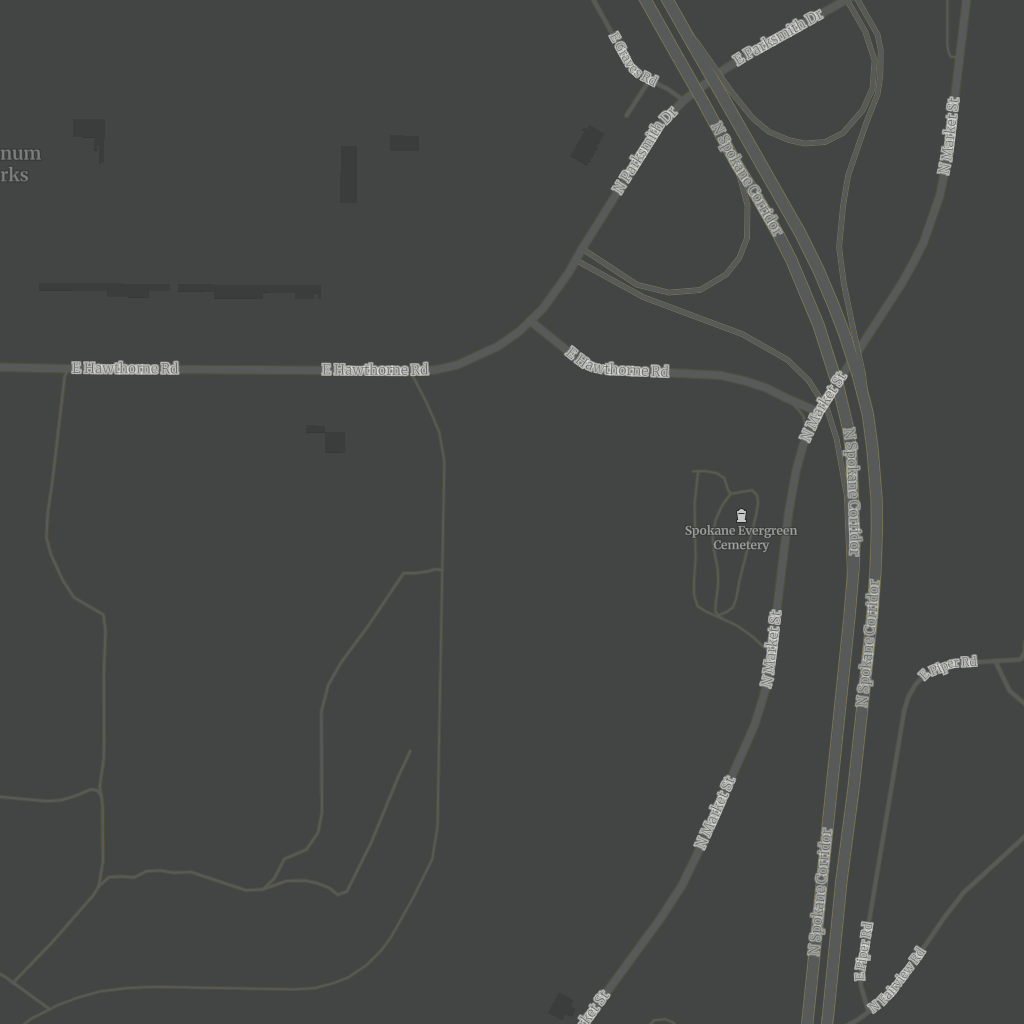 E Parksmith Dr
E Graves Rd
N Market St
N Parksmith Dr
N Spokane Corridor
num
rks
E Hawthorne Rd
E Hawthorne Rd
E Hawthorne Rd
N Market St
N Spokane Corridor
Spokane Evergreen
Cemetery
N Market St
N Spokane Corridor
E Piper Rd
N Market St
N Spokane Corridor
E Piper Rd
N Fairview Rd
ket St